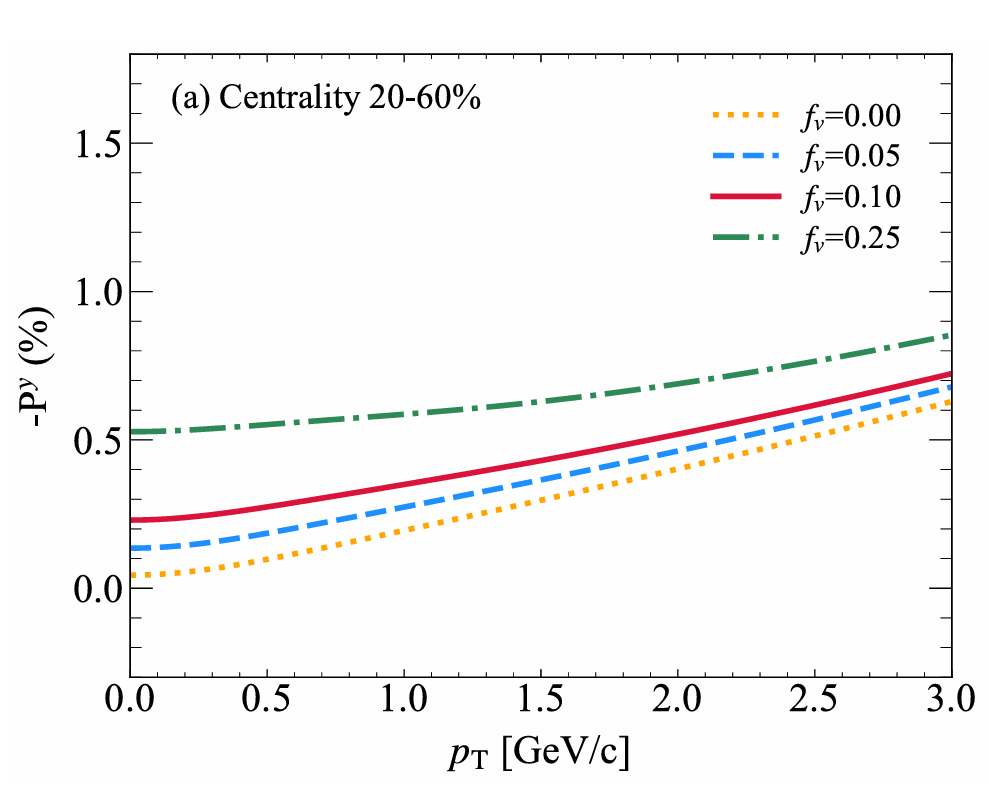 (a) Centrality 20-60%
f_v=0.00
f_v=0.05
f_v=0.10
f_v=0.25
1.5
1.0
0.5
0.0
-P^y (%)
0.0 0.5 1.0 1.5 2.0 2.5 3.0
p_T [GeV/c]